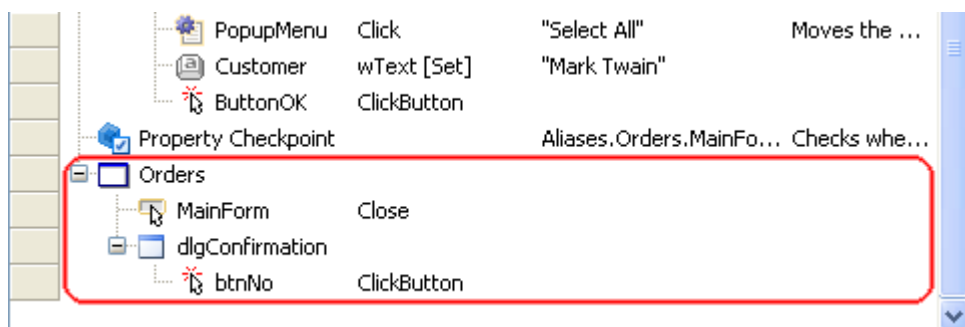 PopupMenu Click "Select All" Moves the ...
Customer wText [Set] "Mark Twain"
ButtonOK ClickButton
Property Checkpoint Aliases.Orders.MainFo... Checks whe...
Orders
MainForm Close
dlgConfirmation
btnNo ClickButton